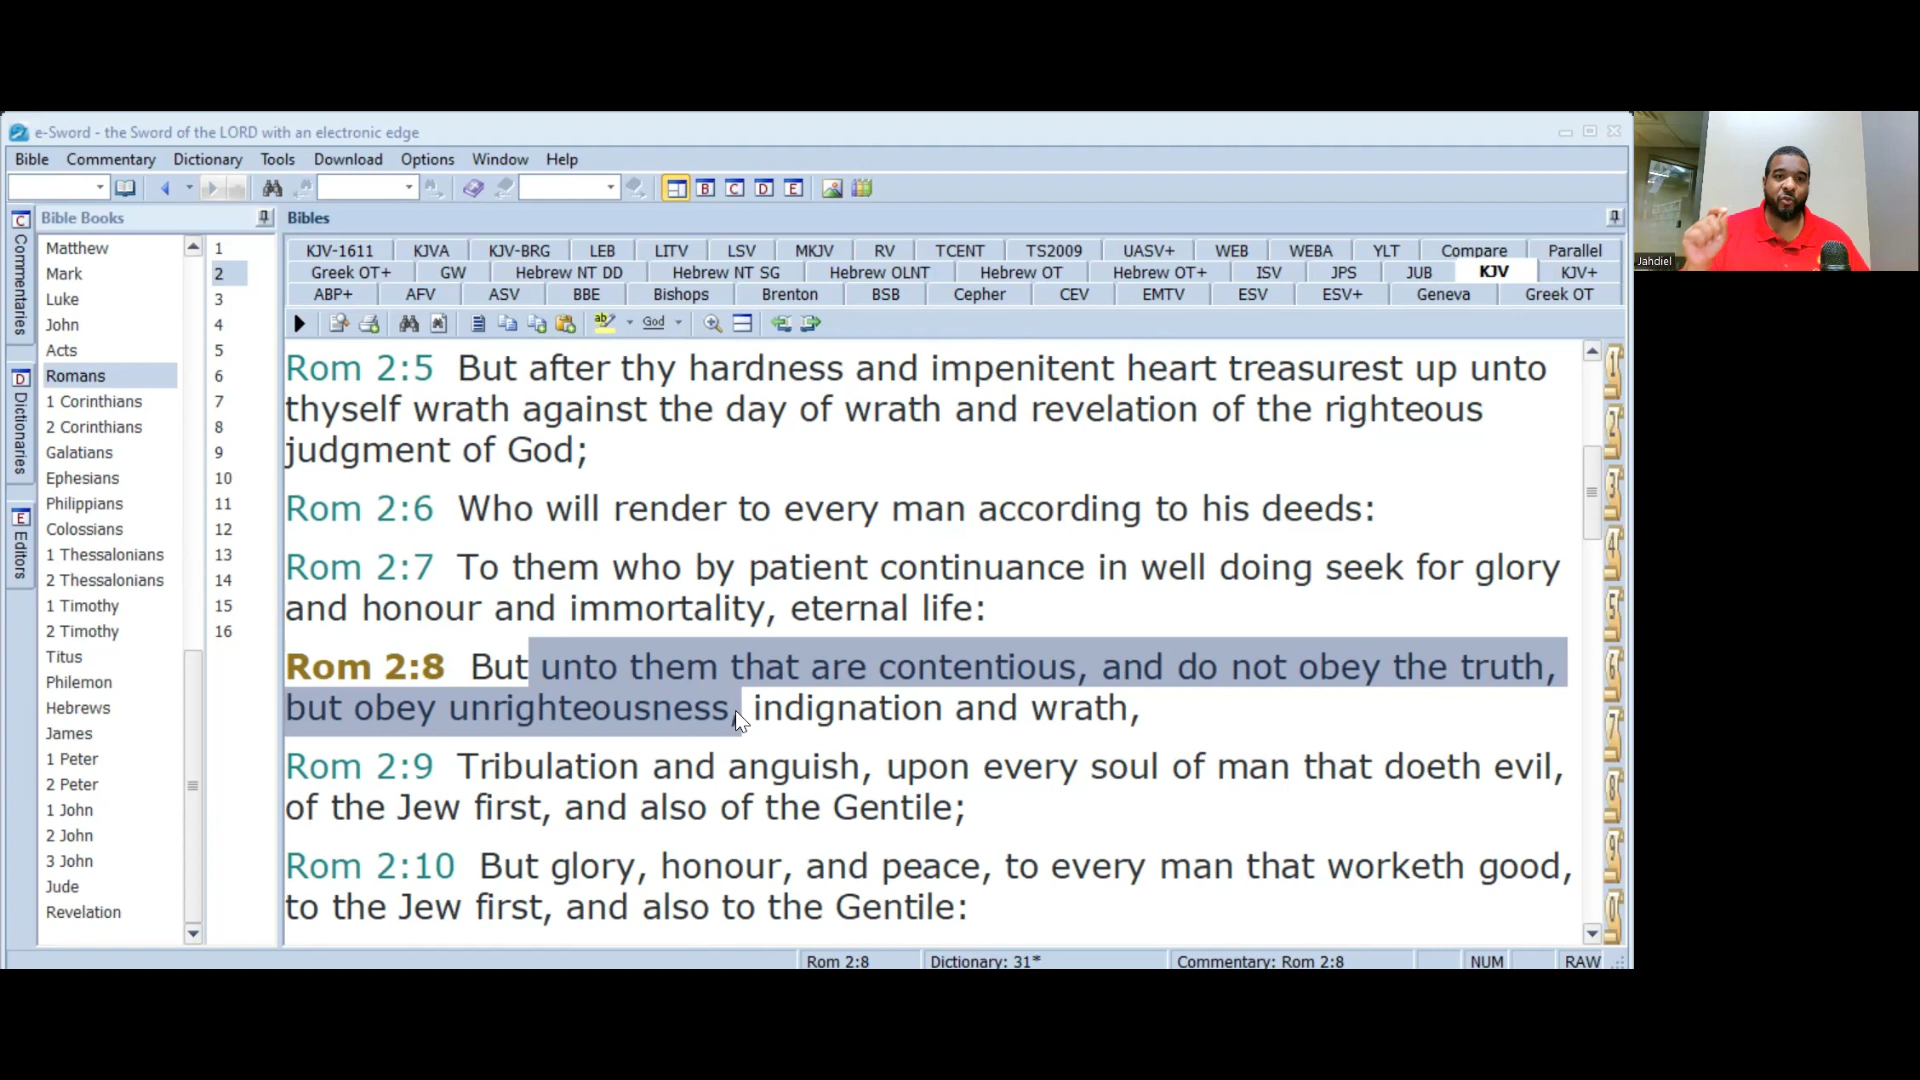 e-Sword - the Sword of the LORD with an electronic edge
Bible Commentary Dictionary Tools Download Options Window Help
B C D E
C Commentaries
D Dictionaries
E Editors
Bible Books
Matthew
Mark
Luke
John
Acts
Romans
1 Corinthians
2 Corinthians
Galatians
Ephesians
Philippians
Colossians
1 Thessalonians
2 Thessalonians
1 Timothy
2 Timothy
Titus
Philemon
Hebrews
James
1 Peter
2 Peter
1 John
2 John
3 John
Jude
Revelation
1
2
3
4
5
6
7
8
9
10
11
12
13
14
15
16
Bibles
KJV-1611 KJVA KJV-BRG LEB LITV LSV MKJV RV TCENT TS2009 UASV+ WEB WEBA YLT Compare Parallel
Greek OT+ GW Hebrew NT DD Hebrew NT SG Hebrew OLNT Hebrew OT Hebrew OT+ ISV JPS JUB KJV KJV+
ABP+ AFV ASV BBE Bishops Brenton BSB Cepher CEV EMTV ESV ESV+ Geneva Greek OT
ab God
Rom 2:5 But after thy hardness and impenitent heart treasurest up unto
thyself wrath against the day of wrath and revelation of the righteous
judgment of God;
Rom 2:6 Who will render to every man according to his deeds:
Rom 2:7 To them who by patient continuance in well doing seek for glory
and honour and immortality, eternal life:
Rom 2:8 But unto them that are contentious, and do not obey the truth,
but obey unrighteousness, indignation and wrath,
Rom 2:9 Tribulation and anguish, upon every soul of man that doeth evil,
of the Jew first, and also of the Gentile;
Rom 2:10 But glory, honour, and peace, to every man that worketh good,
to the Jew first, and also to the Gentile:
1
2
3
4
5
6
7
8
9
0
Rom 2:8 Dictionary: 31* Commentary: Rom 2:8 NUM RAW
Jahdiel